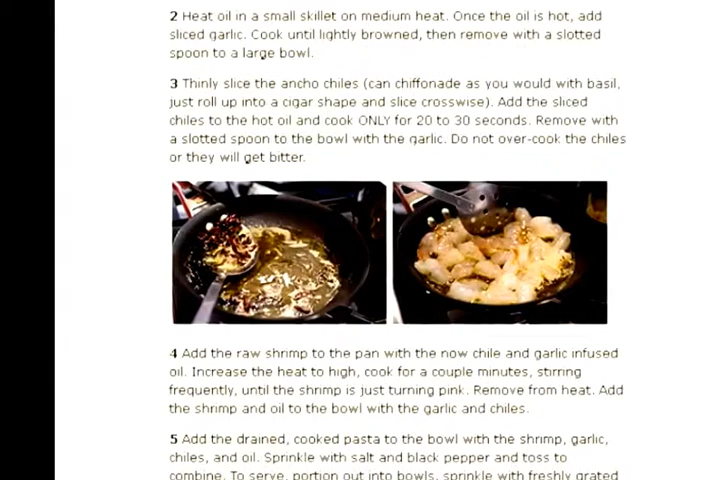 2 Heat oil in a small skillet on medium heat. Once the oil is hot, add
sliced garlic. Cook until lightly browned, then remove with a slotted
spoon to a large bowl.
3 Thinly slice the ancho chiles (can chiffonade as you would with basil,
just roll up into a cigar shape and slice crosswise). Add the sliced
chiles to the hot oil and cook ONLY for 20 to 30 seconds. Remove with
a slotted spoon to the bowl with the garlic. Do not over-cook the chiles
or they will get bitter.
4 Add the raw shrimp to the pan with the now chile and garlic infused
oil. Increase the heat to high, cook for a couple minutes, stirring
frequently, until the shrimp is just turning pink. Remove from heat. Add
the shrimp and oil to the bowl with the garlic and chiles.
5 Add the drained, cooked pasta to the bowl with the shrimp, garlic,
chiles, and oil. Sprinkle with salt and black pepper and toss to
combine. To serve, portion out into bowls, sprinkle with freshly grated